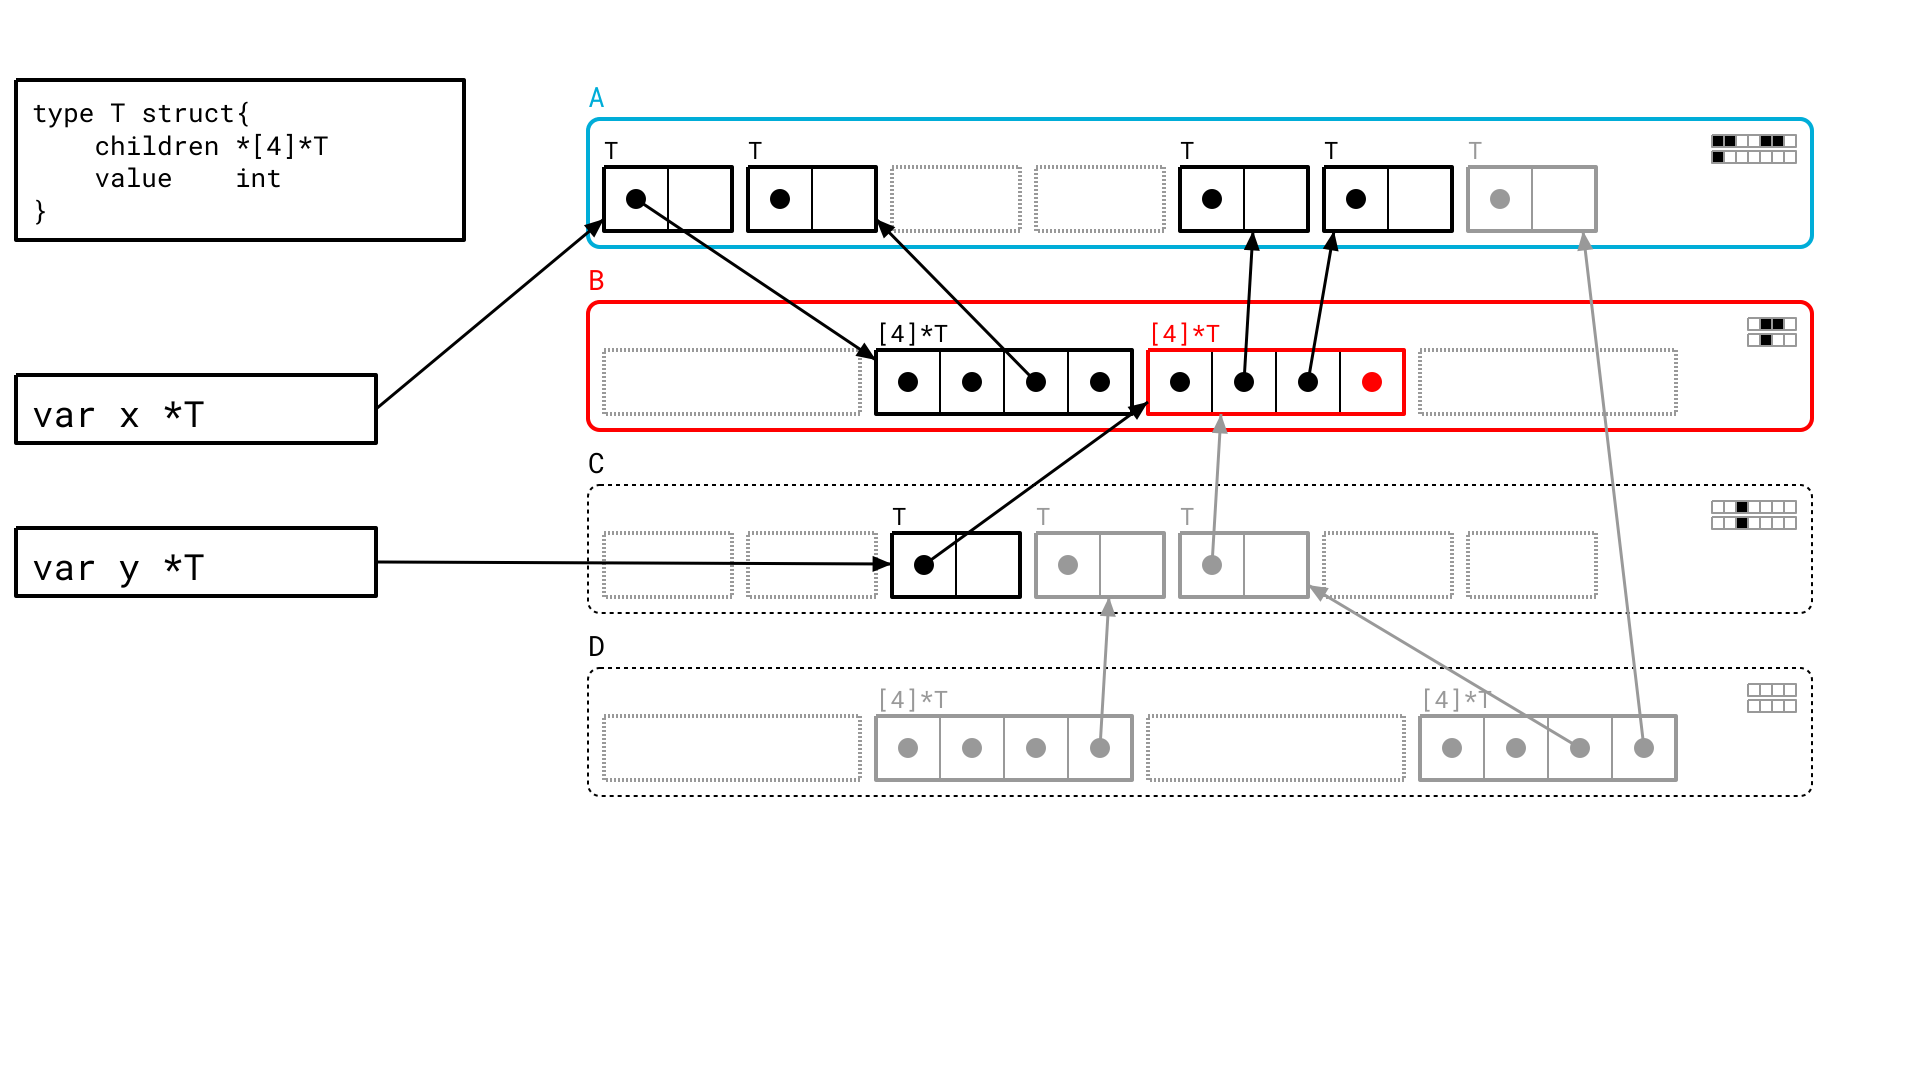 type T struct{
    children *[4]*T
    value    int
}
var x *T
var y *T
A
T T T T T
B
[4]*T [4]*T
C
T T T
D
[4]*T [4]*T